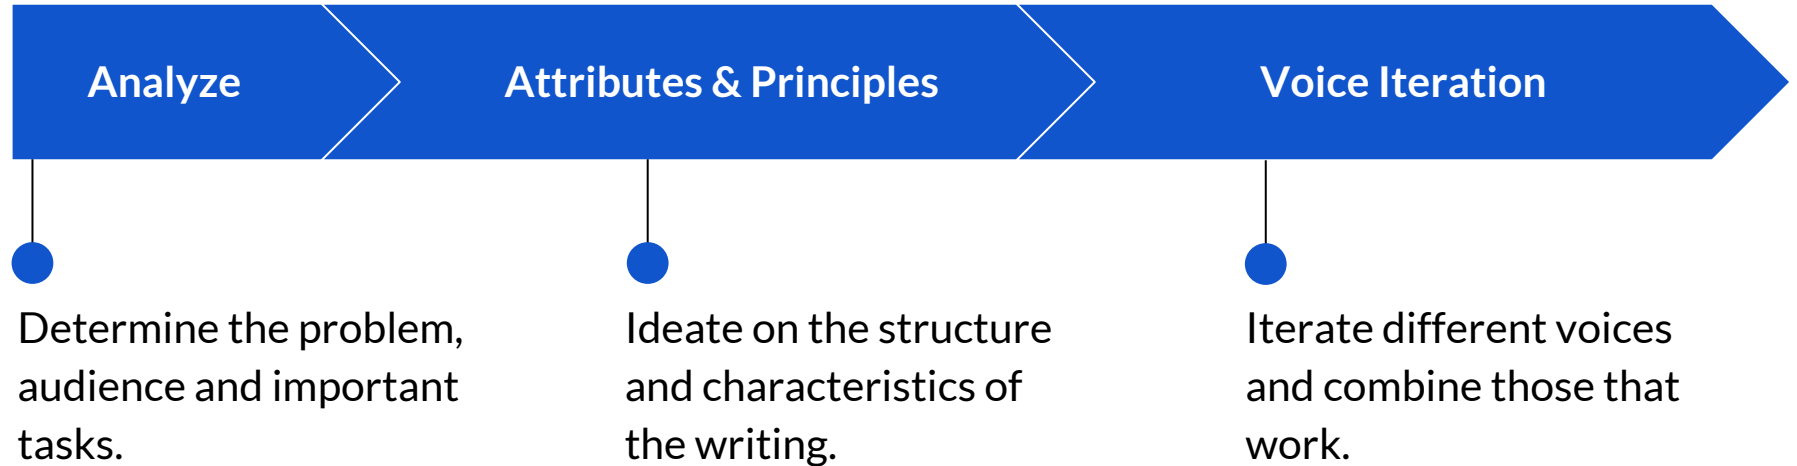 Analyze
Attributes & Principles
Voice Iteration
Determine the problem,
audience and important
tasks.
Ideate on the structure
and characteristics of
the writing.
Iterate different voices
and combine those that
work.